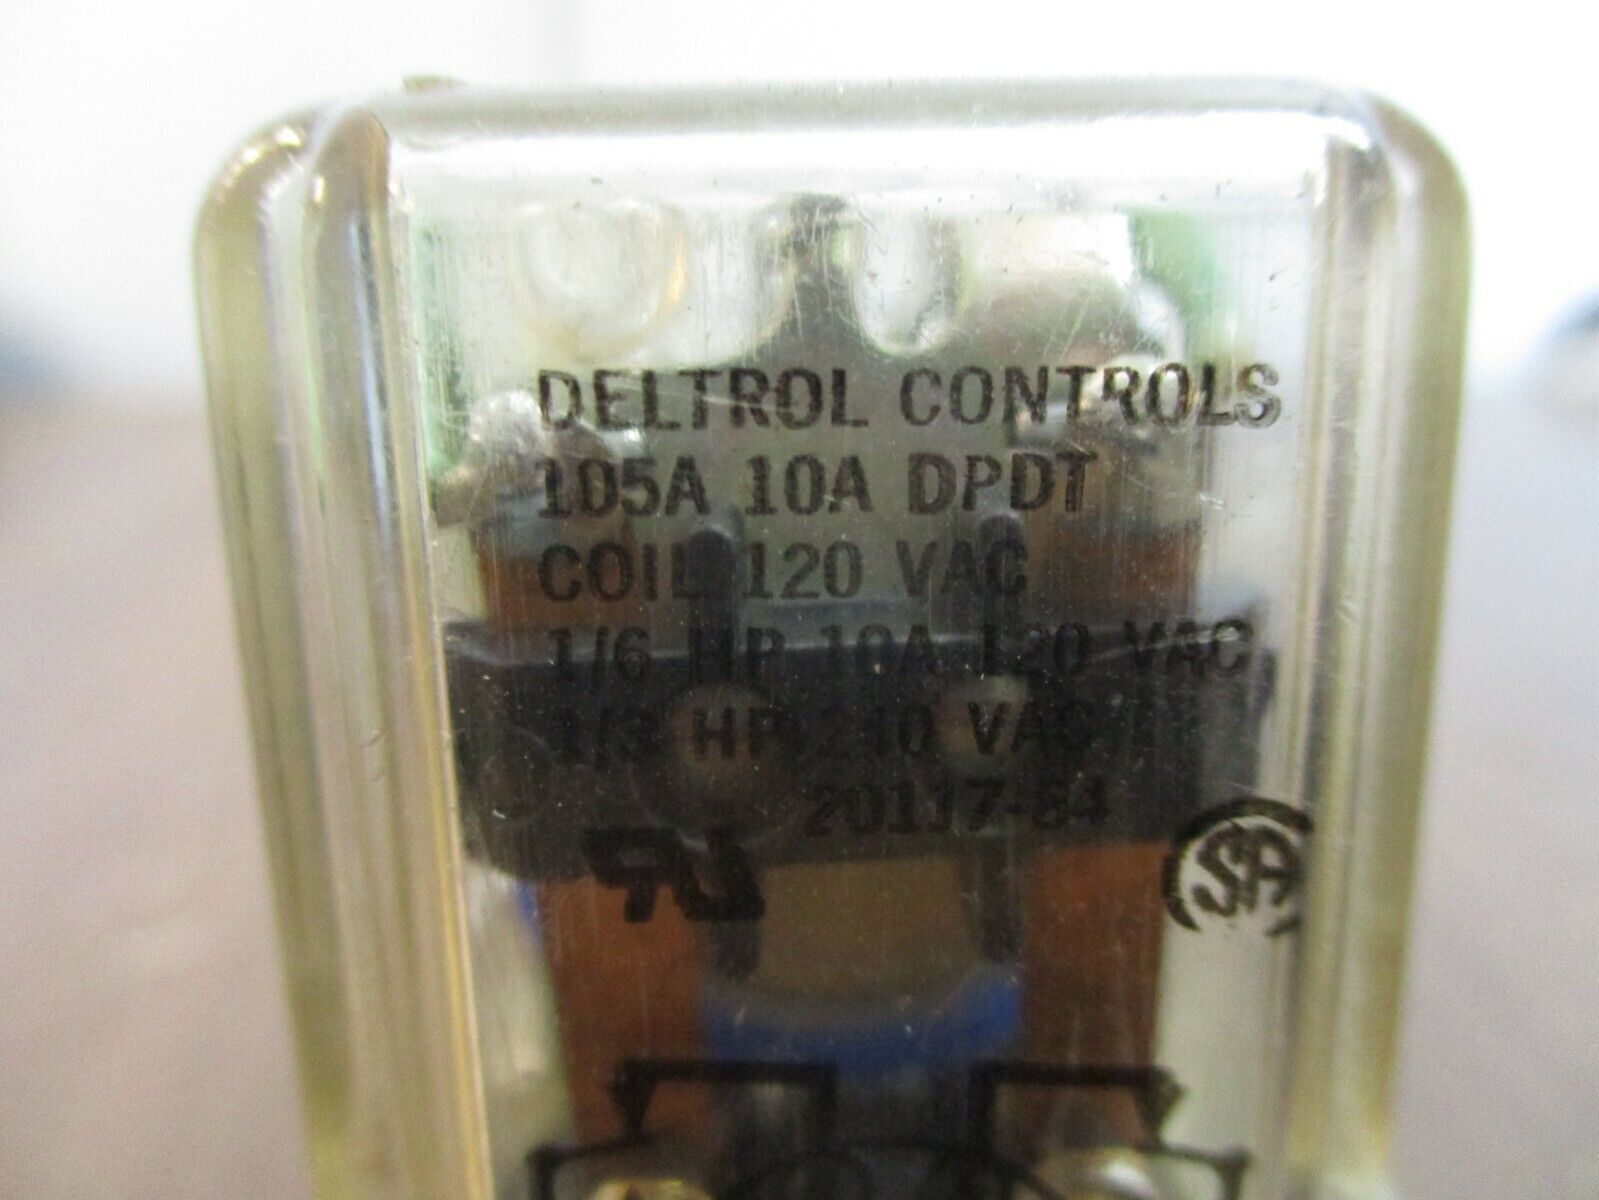 DELTROL CONTROLS
105A 10A DPDT
COIL 120 VAC
1/6 HP 10A 120 VAC
1/3 HP 240 VAC
20117-84
SA